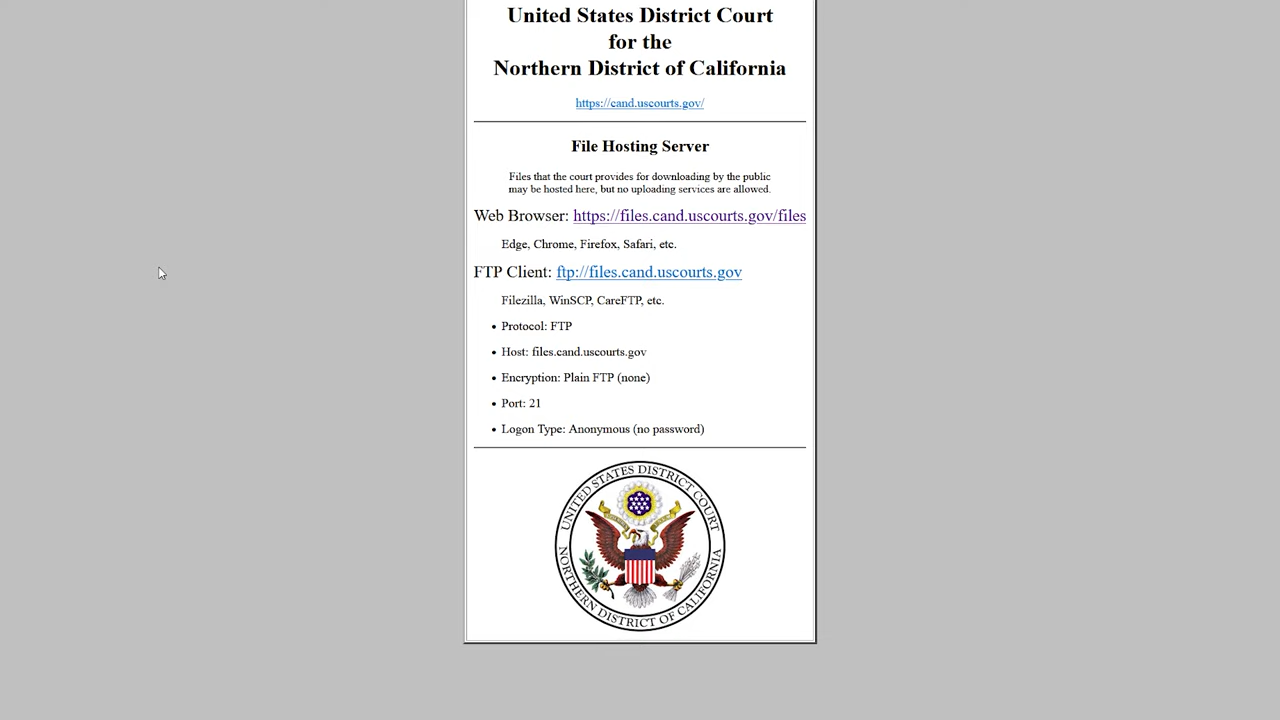 United States District Court
for the
Northern District of California
https://cand.uscourts.gov/
File Hosting Server
Files that the court provides for downloading by the public
may be hosted here, but no uploading services are allowed.
Web Browser: https://files.cand.uscourts.gov/files
Edge, Chrome, Firefox, Safari, etc.
FTP Client: ftp://files.cand.uscourts.gov
Filezilla, WinSCP, CareFTP, etc.
• Protocol: FTP
• Host: files.cand.uscourts.gov
• Encryption: Plain FTP (none)
• Port: 21
• Logon Type: Anonymous (no password)
UNITED STATES DISTRICT COURT
NORTHERN DISTRICT OF CALIFORNIA